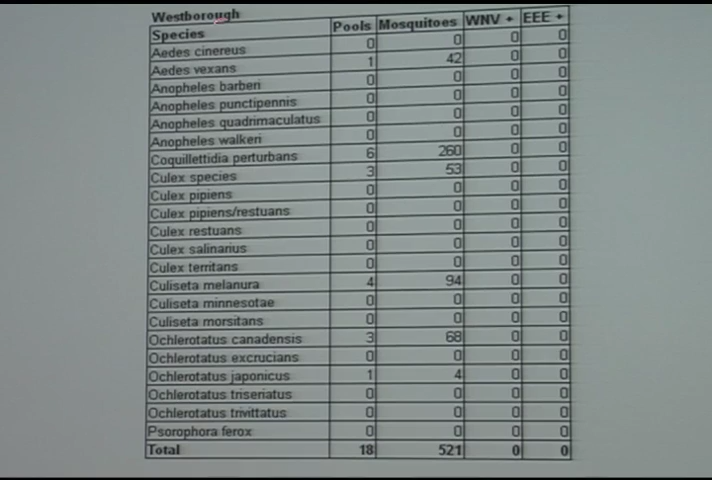 Westborough
Species Pools Mosquitoes WNV + EEE +
Aedes cinereus 0 0 0 0
Aedes vexans 1 42 0 0
Anopheles barberi 0 0 0 0
Anopheles punctipennis 0 0 0 0
Anopheles quadrimaculatus 0 0 0 0
Anopheles walkeri 0 0 0 0
Coquillettidia perturbans 6 260 0 0
Culex species 3 53 0 0
Culex pipiens 0 0 0 0
Culex pipiens/restuans 0 0 0 0
Culex restuans 0 0 0 0
Culex salinarius 0 0 0 0
Culex territans 0 0 0 0
Culiseta melanura 4 94 0 0
Culiseta minnesotae 0 0 0 0
Culiseta morsitans 0 0 0 0
Ochlerotatus canadensis 3 68 0 0
Ochlerotatus excrucians 0 0 0 0
Ochlerotatus japonicus 1 4 0 0
Ochlerotatus triseriatus 0 0 0 0
Ochlerotatus trivittatus 0 0 0 0
Psorophora ferox 0 0 0 0
Total 18 521 0 0